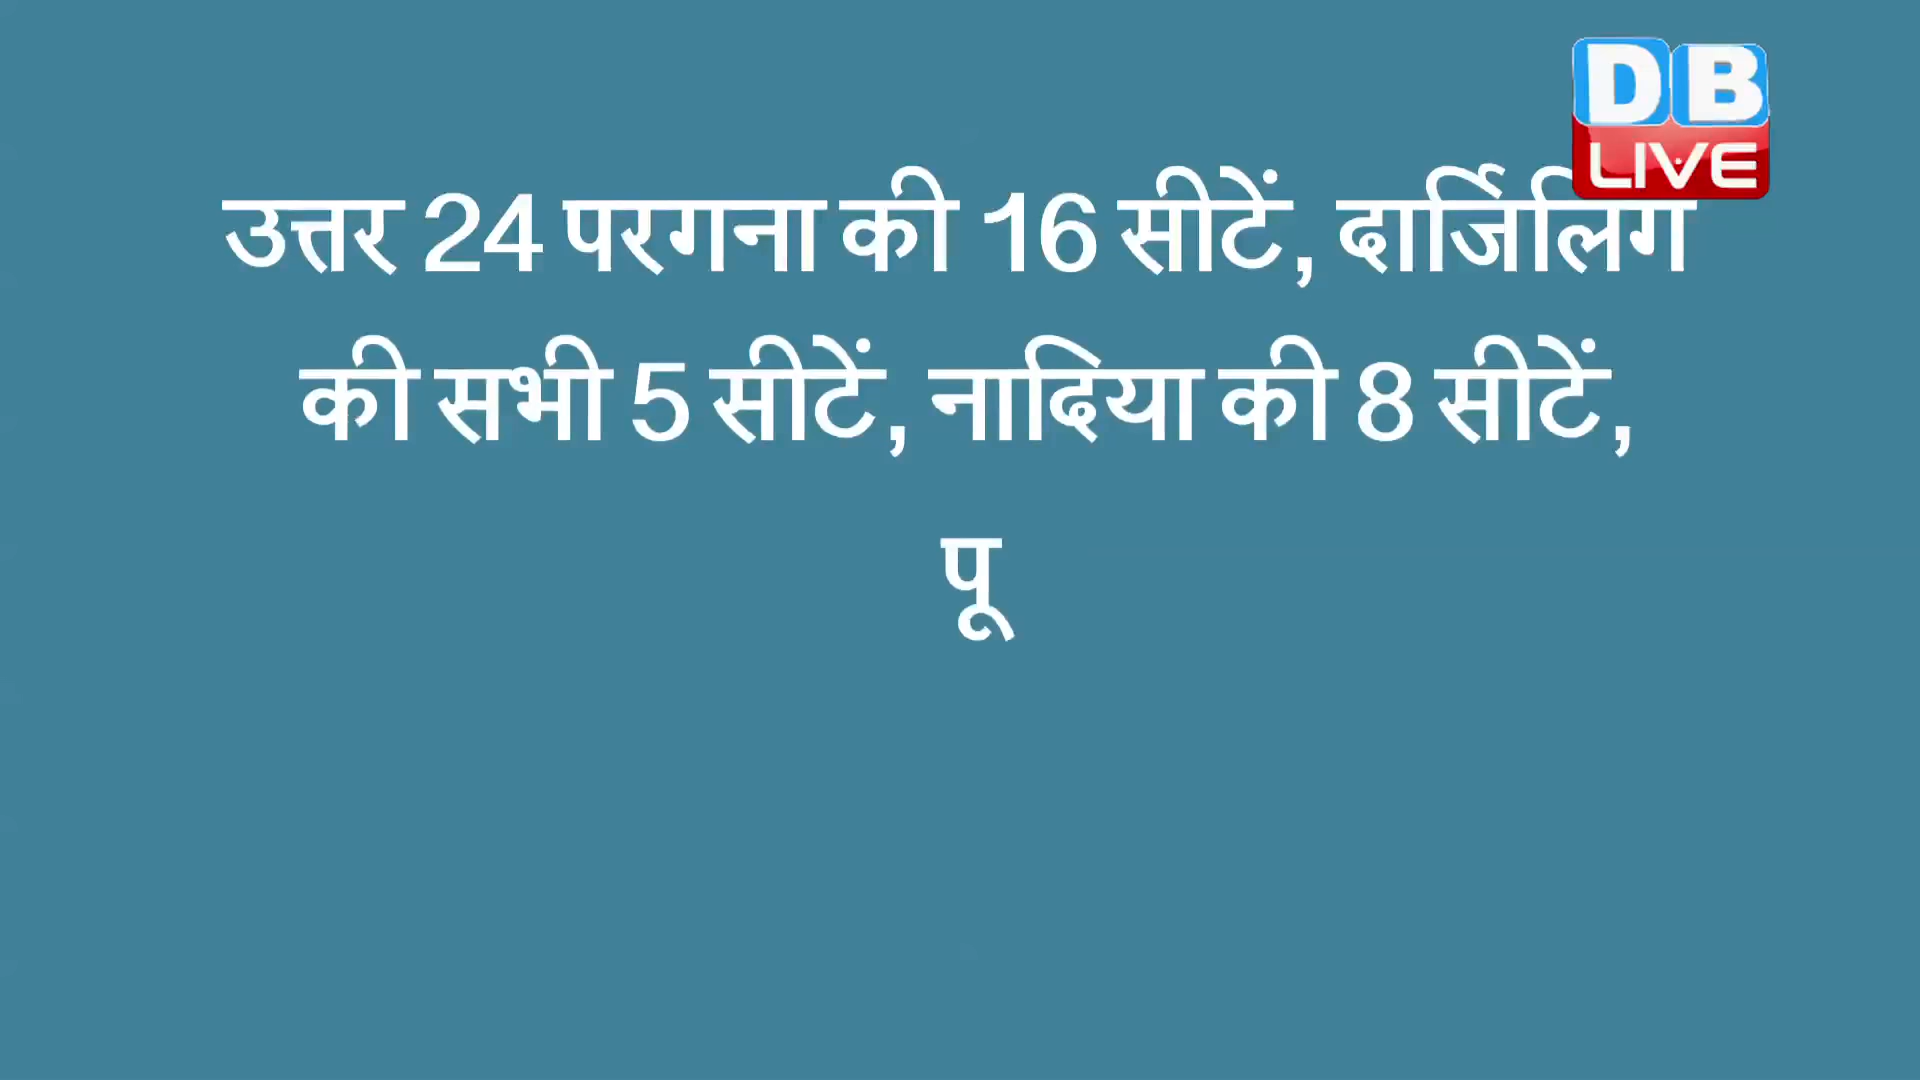 DB
LIVE
उत्तर 24 परगना की 16 सीटें, दार्जिलिंग
की सभी 5 सीटें, नादिया की 8 सीटें,
पू